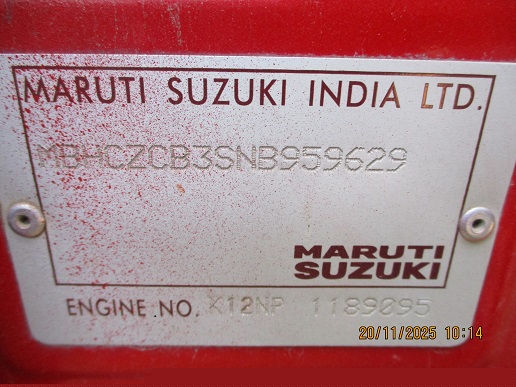 MARUTI SUZUKI INDIA LTD.
MBHCZCB3SNB959629
MARUTI
SUZUKI
ENGINE NO. K12NP 1189095
20/11/2025 10:14